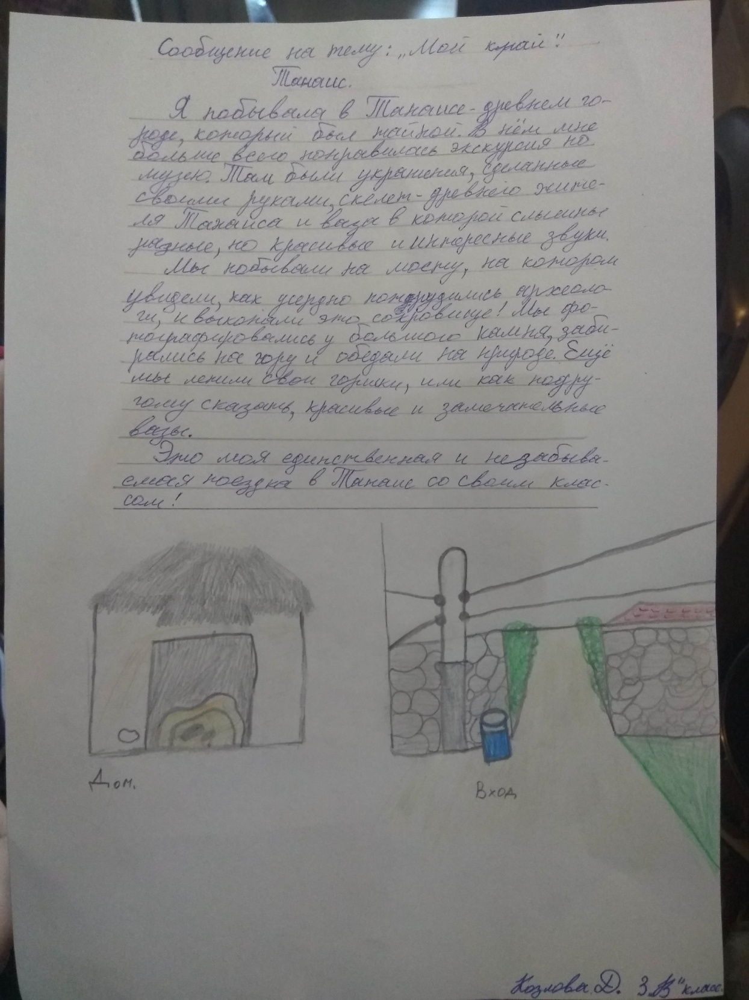 Сообщение на тему: „Мой край".
Танаис.
Я побывала в Танаисе - древнем го-
роде, который был тайной. В нём мне
больше всего понравилась экскурсия по
музею. Там были украшения, сделанные
своими руками, скелет - древнего жите-
ля Танаиса и ваза в которой слышны
разные, но красивые и интересные звуки.
Мы побывали на мосту, на котором
увидели, как усердно потрудились археоло-
ги, и выкопали это сокровище! Мы фо-
тографировались у большого камня, заби-
рались на гору и обедали на природе. Ещё
мы лепили свои горшки, или как подру-
гому сказать, красивые и замечательные
вазы.
Это моя единственная и незабыва-
емая поездка в Танаис со своим клас-
сом!
Дом.
Вход
Козлова Д. 3„В" класс.